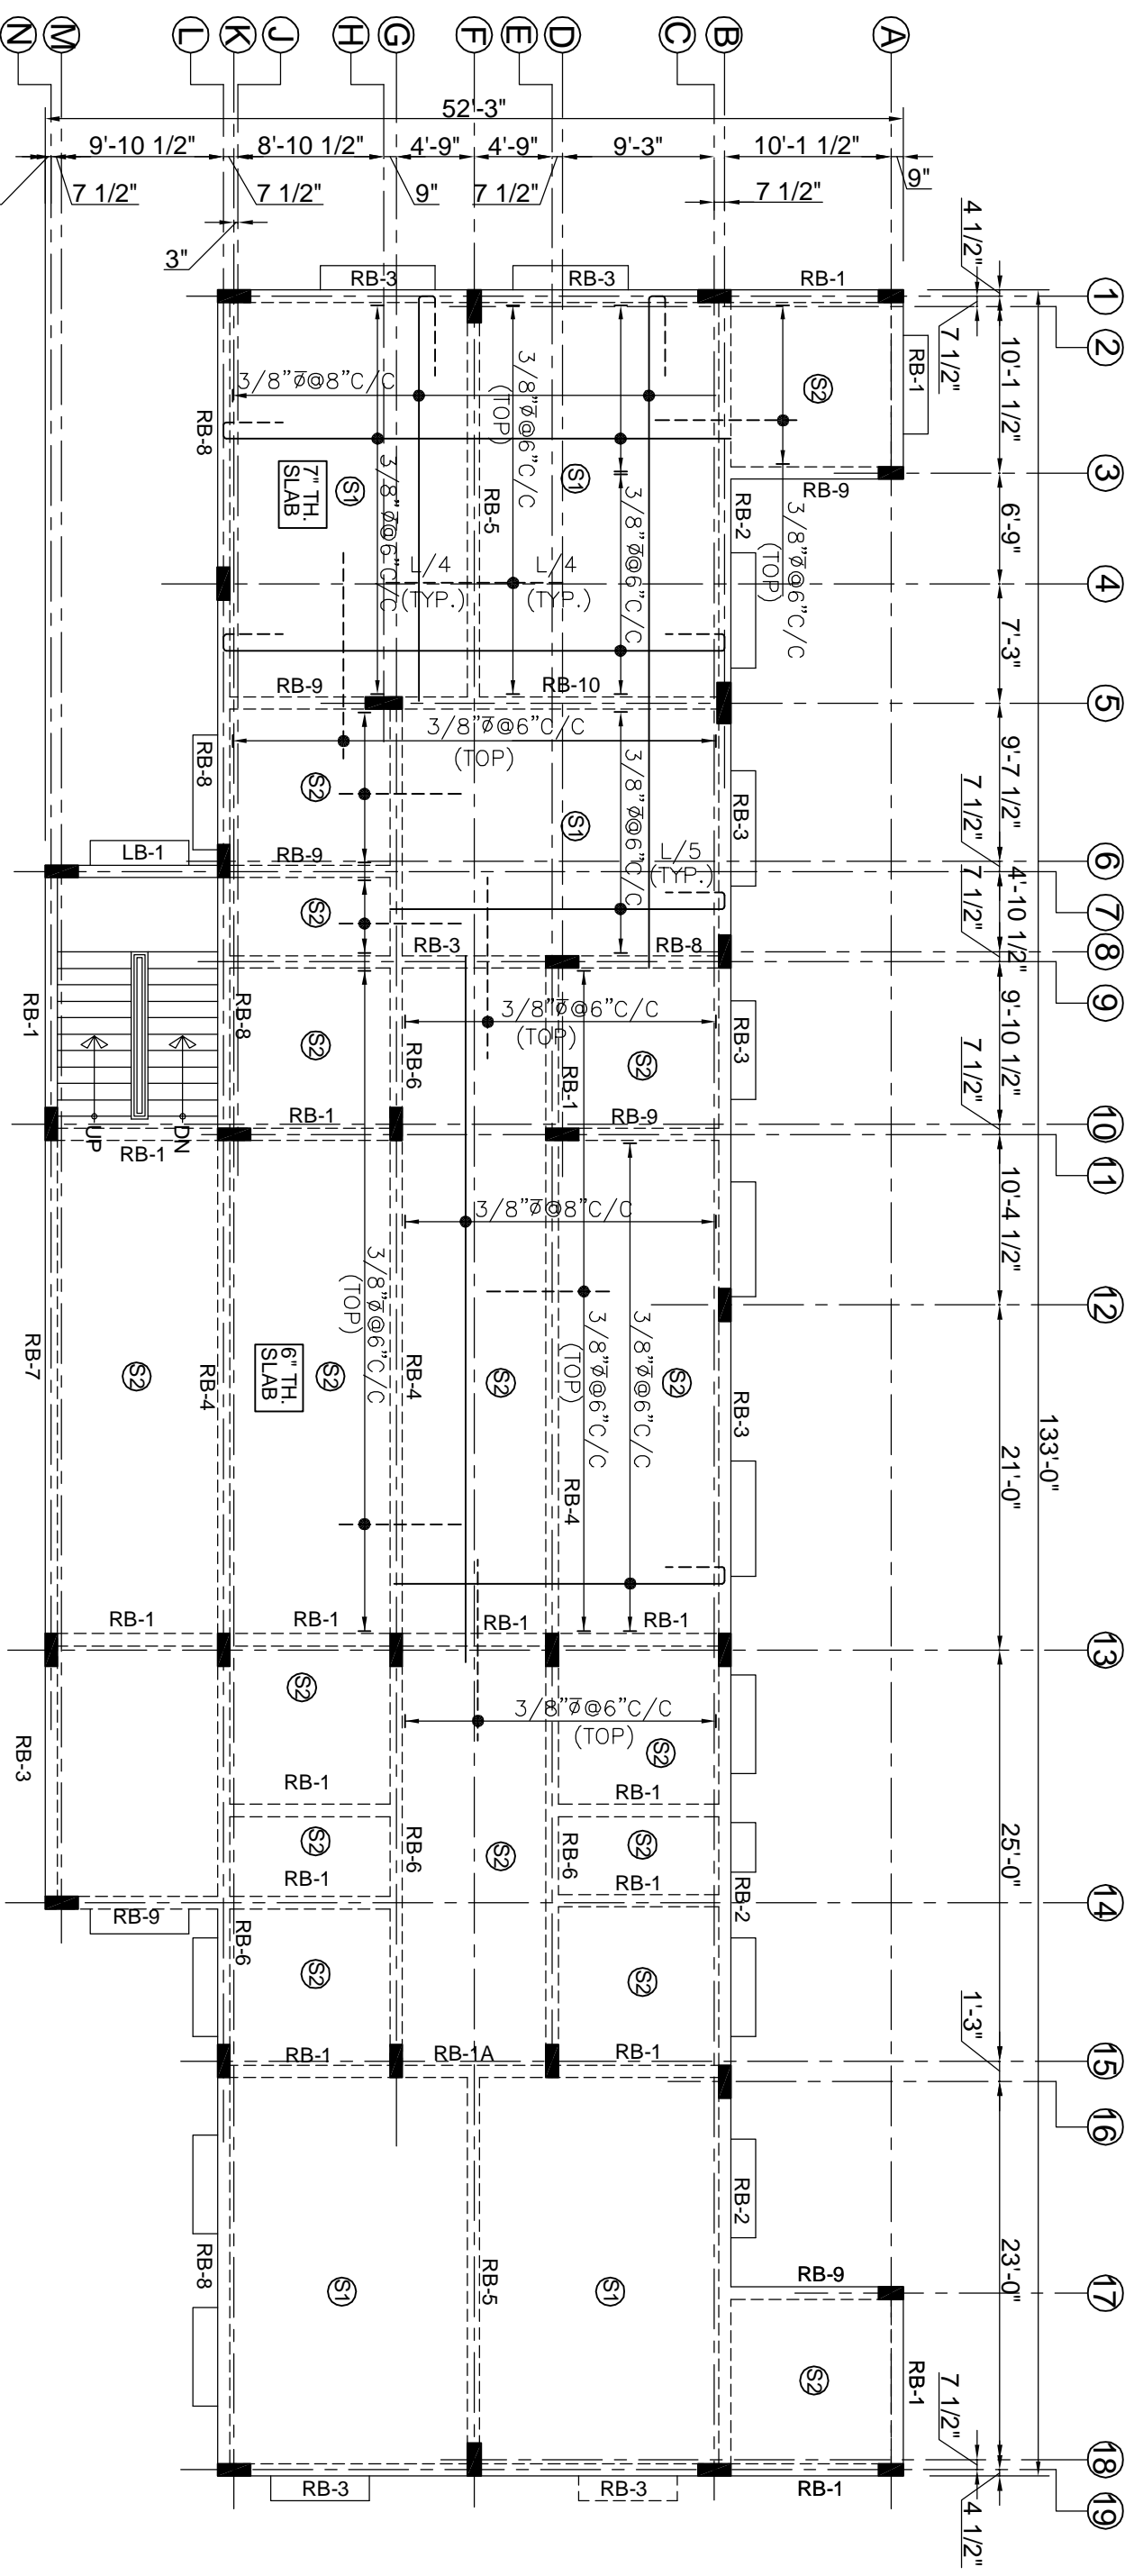 N
M
L
K
J
H
G
F
E
D
C
B
A
52'-3"
9'-10 1/2"
8'-10 1/2"
4'-9"
4'-9"
9'-3"
10'-1 1/2"
7 1/2"
7 1/2"
9"
7 1/2"
7 1/2"
9"
3"
4 1/2"
7 1/2"
10'-1 1/2"
6'-9"
7'-3"
9'-7 1/2"
7 1/2"
4'-10 1/2"
7 1/2"
9'-10 1/2"
7 1/2"
10'-4 1/2"
21'-0"
133'-0"
25'-0"
1'-3"
23'-0"
7 1/2"
4 1/2"
1
2
3
4
5
6
7
8
9
10
11
12
13
14
15
16
17
18
19
RB-3
RB-3
RB-1
RB-1
S2
3/8"Ø@8"C/C
3/8"Ø@6"C/C
(TOP)
RB-8
7" TH.
SLAB
S1
S1
RB-5
RB-2
RB-9
3/8"Ø@6"C/C
3/8"Ø@6"C/C
3/8"Ø@6"C/C
(TOP)
L/4
(TYP.)
L/4
(TYP.)
RB-9
RB-10
3/8"Ø@6"C/C
(TOP)
RB-8
S2
S1
3/8"Ø@6"C/C
RB-3
LB-1
RB-9
L/5
(TYP.)
S2
RB-3
RB-8
RB-1
RB-8
S2
3/8"Ø@6"C/C
(TOP)
RB-6
RB-1
S2
RB-3
UP
DN
RB-1
RB-1
RB-9
3/8"Ø@8"C/C
3/8"Ø@6"C/C
(TOP)
3/8"Ø@6"C/C
(TOP)
3/8"Ø@6"C/C
RB-7
S2
RB-4
6" TH.
SLAB
S2
RB-4
S2
S2
RB-3
RB-4
RB-1
RB-1
RB-1
RB-1
S2
3/8"Ø@6"C/C
(TOP)
S2
RB-3
RB-1
RB-1
S2
RB-6
S2
RB-6
S2
RB-1
RB-1
RB-2
RB-9
RB-6
S2
S2
RB-1
RB-1A
RB-1
RB-2
RB-8
S1
RB-5
S1
RB-9
S2
RB-1
RB-3
RB-3
RB-1